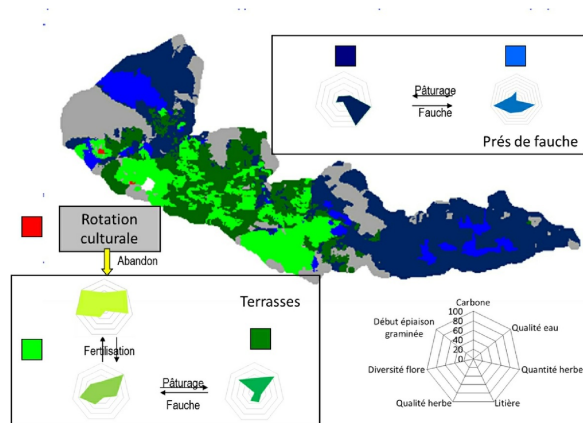 Pâturage
Fauche
Prés de fauche
Rotation
culturale
Abandon
Terrasses
Fertilisation
Pâturage
Fauche
Carbone
100
80
60
40
20
0
Qualité eau
Quantité herbe
Litière
Qualité herbe
Diversité flore
Début épiaison
graminée